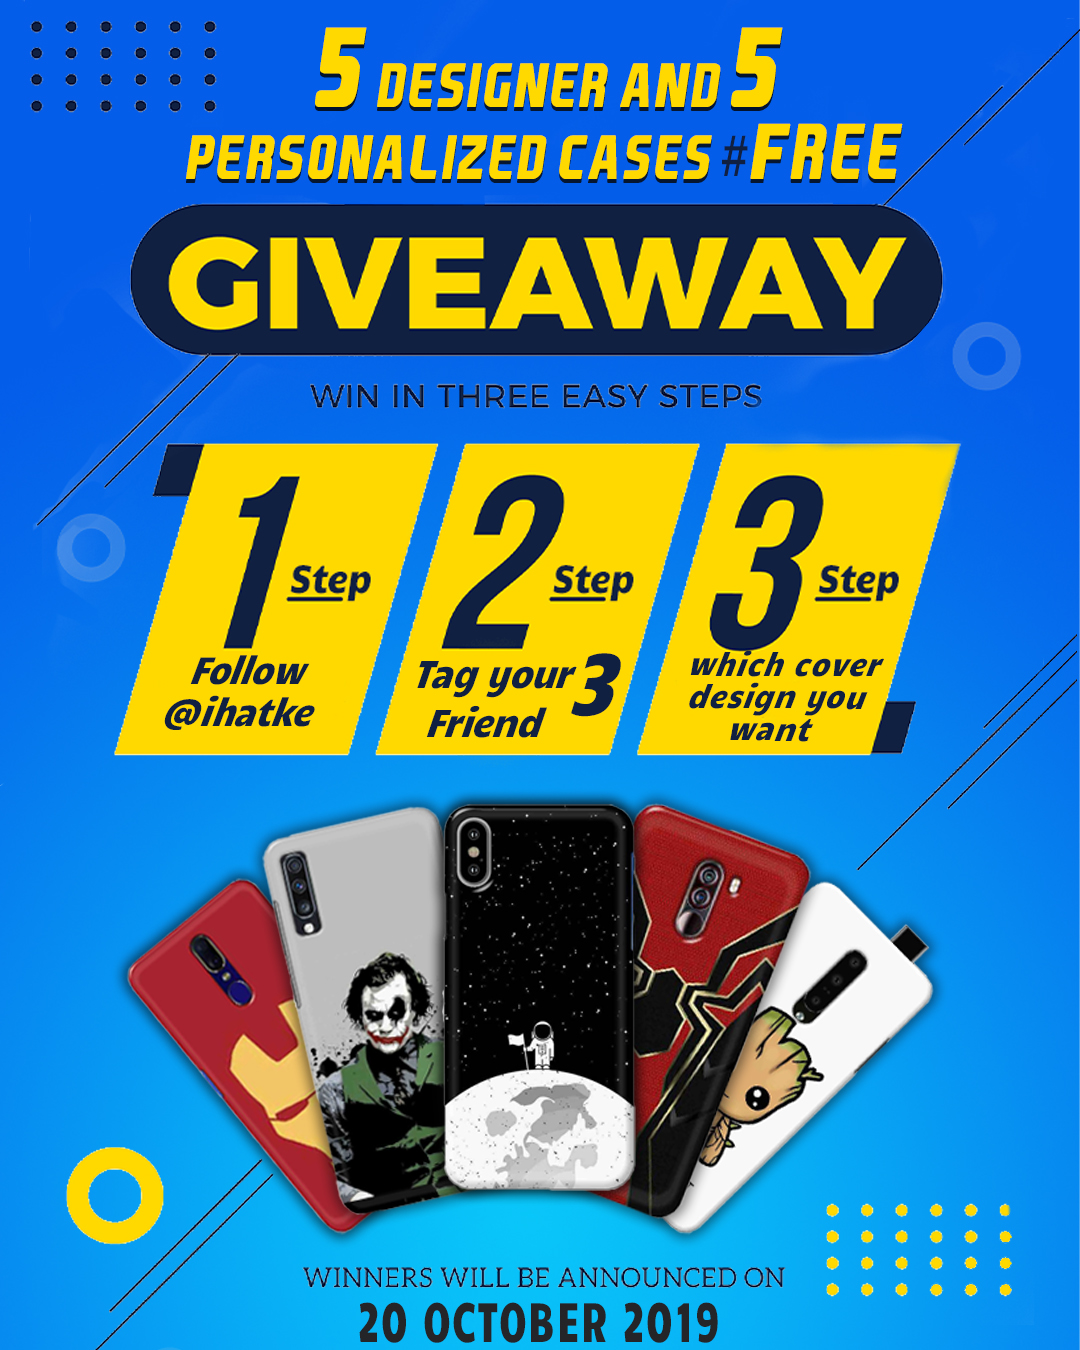 5 DESIGNER AND 5
PERSONALIZED CASES #FREE
GIVEAWAY
WIN IN THREE EASY STEPS
1 Step
Follow
@ihatke
2 Step
Tag your 3
Friend
3 Step
which cover
design you
want
WINNERS WILL BE ANNOUNCED ON
20 OCTOBER 2019